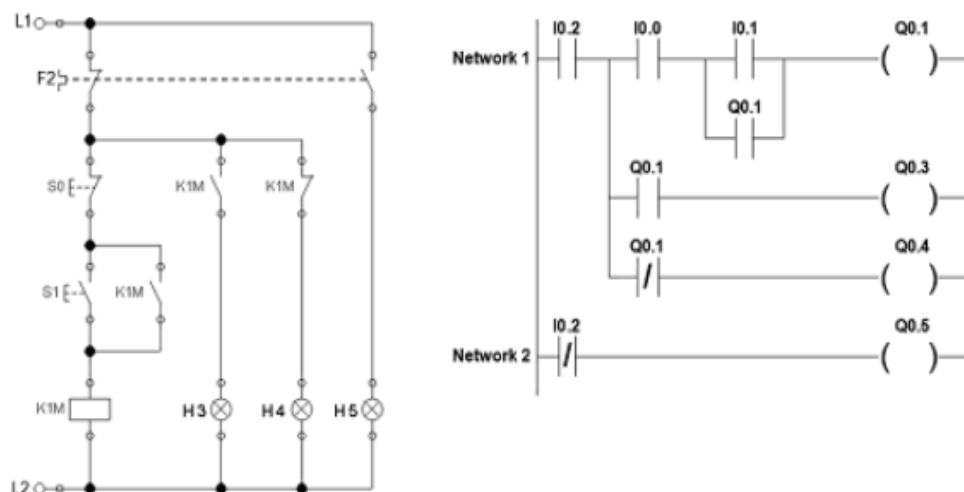 L1
F2
S0
K1M
K1M
S1
K1M
K1M
H3
H4
H5
L2
I0.2
I0.0
I0.1
Q0.1
Network 1
Q0.1
Q0.1
Q0.3
Q0.1
Q0.4
I0.2
Q0.5
Network 2